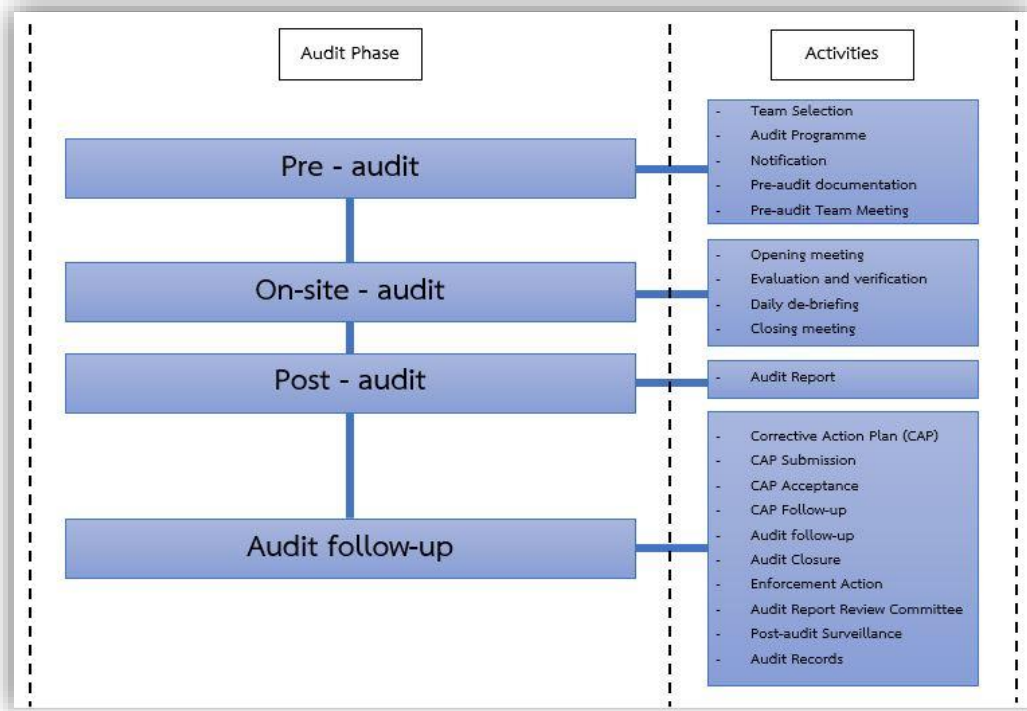 Audit Phase
Activities
Pre - audit
- Team Selection
- Audit Programme
- Notification
- Pre-audit documentation
- Pre-audit Team Meeting
On-site - audit
- Opening meeting
- Evaluation and verification
- Daily de-briefing
- Closing meeting
Post - audit
- Audit Report
Audit follow-up
- Corrective Action Plan (CAP)
- CAP Submission
- CAP Acceptance
- CAP Follow-up
- Audit follow-up
- Audit Closure
- Enforcement Action
- Audit Report Review Committee
- Post-audit Surveillance
- Audit Records